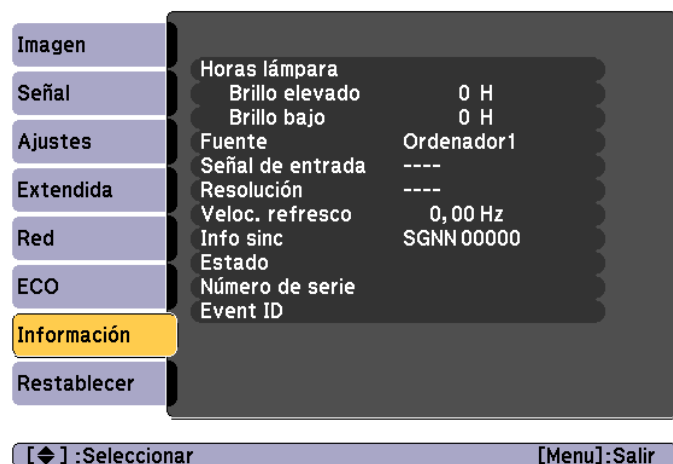 Imagen
Señal
Ajustes
Extendida
Red
ECO
Información
Restablecer
Horas lámpara
Brillo elevado 0 H
Brillo bajo 0 H
Fuente Ordenador1
Señal de entrada ----
Resolución ----
Veloc. refresco 0,00 Hz
Info sinc SGNN 00000
Estado
Número de serie
Event ID
[◆] :Seleccionar [Menu]:Salir